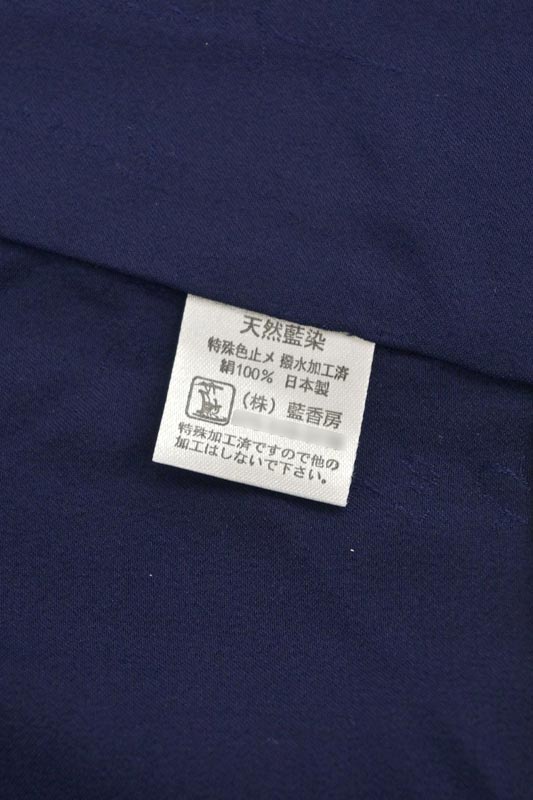 天然藍染
特殊色止メ 撥水加工済
絹100% 日本製
(株) 藍香房
特殊加工済ですので他の
加工はしないで下さい。